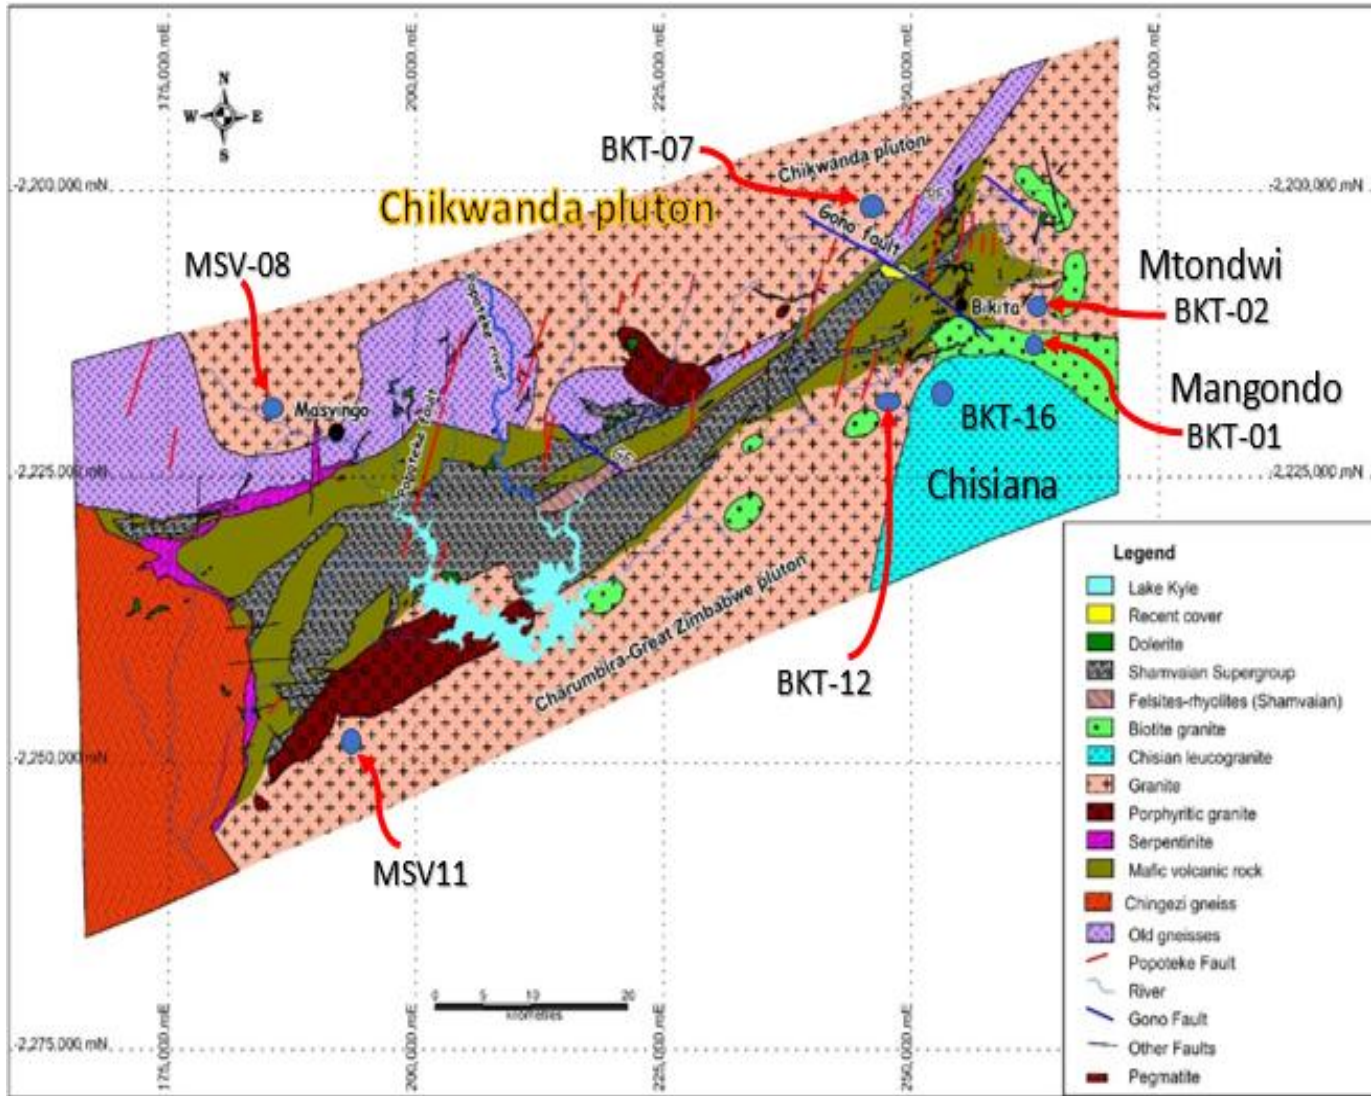 175,000.mE
200,000.mE
225,000.mE
250,000.mE
275,000.mE
N
W
E
S
-2,200,000 mN
-2,200,000 mN
BKT-07
Chikwanda pluton
Chikwanda pluton
MSV-08
Gono fault
GF
Mtondwi
BKT-02
Bikita
Popoteke river
Masvingo
Popoteke Fault
Mangondo
BKT-01
BKT-16
Chisiana
GF
-2,225,000 mN
-2,225,000 mN
Charumbira-Great Zimbabwe pluton
BKT-12
-2,250,000 mN
MSV11
0 5 10 20
kilometres
-2,275,000 mN
175,000.mE
200,000.mE
225,000.mE
250,000.mE
Legend
Lake Kyle
Recent cover
Dolerite
Shamvaian Supergroup
Felsites-rhyolites (Shamvaian)
Biotite granite
Chisian leucogranite
Granite
Porphyritic granite
Serpentinite
Mafic volcanic rock
Chingezi gneiss
Old gneisses
Popoteke Fault
River
Gono Fault
Other Faults
Pegmatite